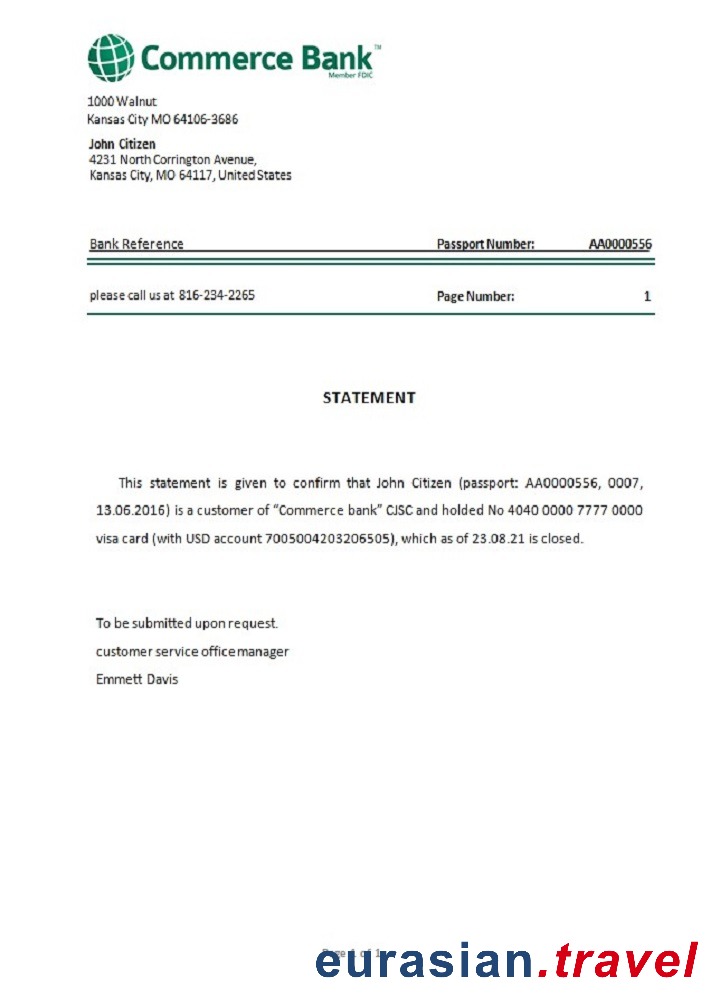 Commerce Bank™
Member FDIC
1000 Walnut
Kansas City MO 64106-3686
John Citizen
4231 North Corrington Avenue,
Kansas City, MO 64117, United States
Bank Reference Passport Number: AA0000556
please call us at 816-234-2265 Page Number: 1
STATEMENT
This statement is given to confirm that John Citizen (passport: AA0000556, 0007,
13.06.2016) is a customer of “Commerce bank” CJSC and holded No 4040 0000 7777 0000
visa card (with USD account 7005004203206505), which as of 23.08.21 is closed.
To be submitted upon request.
customer service office manager
Emmett Davis
Page 1 of 1
eurasian.travel